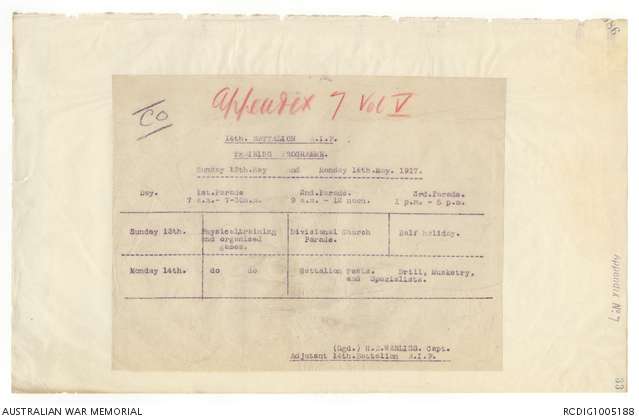 Appendix 7 Vol V
CO
14th. BATTALION A.I.F.
TRAINING PROGRAMME.
Sunday 13th.May and Monday 14th.May. 1917.
Day. 1st.Parade 2nd.Parade. 3rd.Parade.
7 a.m.- 7-30a.m. 9 a.m. - 12 noon. 1 p.m. - 5 p.m.
Sunday 13th. Physical.training Divisional Church Half holiday.
and organised Parade.
games.
Monday 14th. do do Battalion Drill, Musketry,
and Specialists.
(Sgd.) Capt.
Adjutant 14th.Battalion A.I.F.
Appendix No 7
33
AUSTRALIAN WAR MEMORIAL
RCDIG1005188